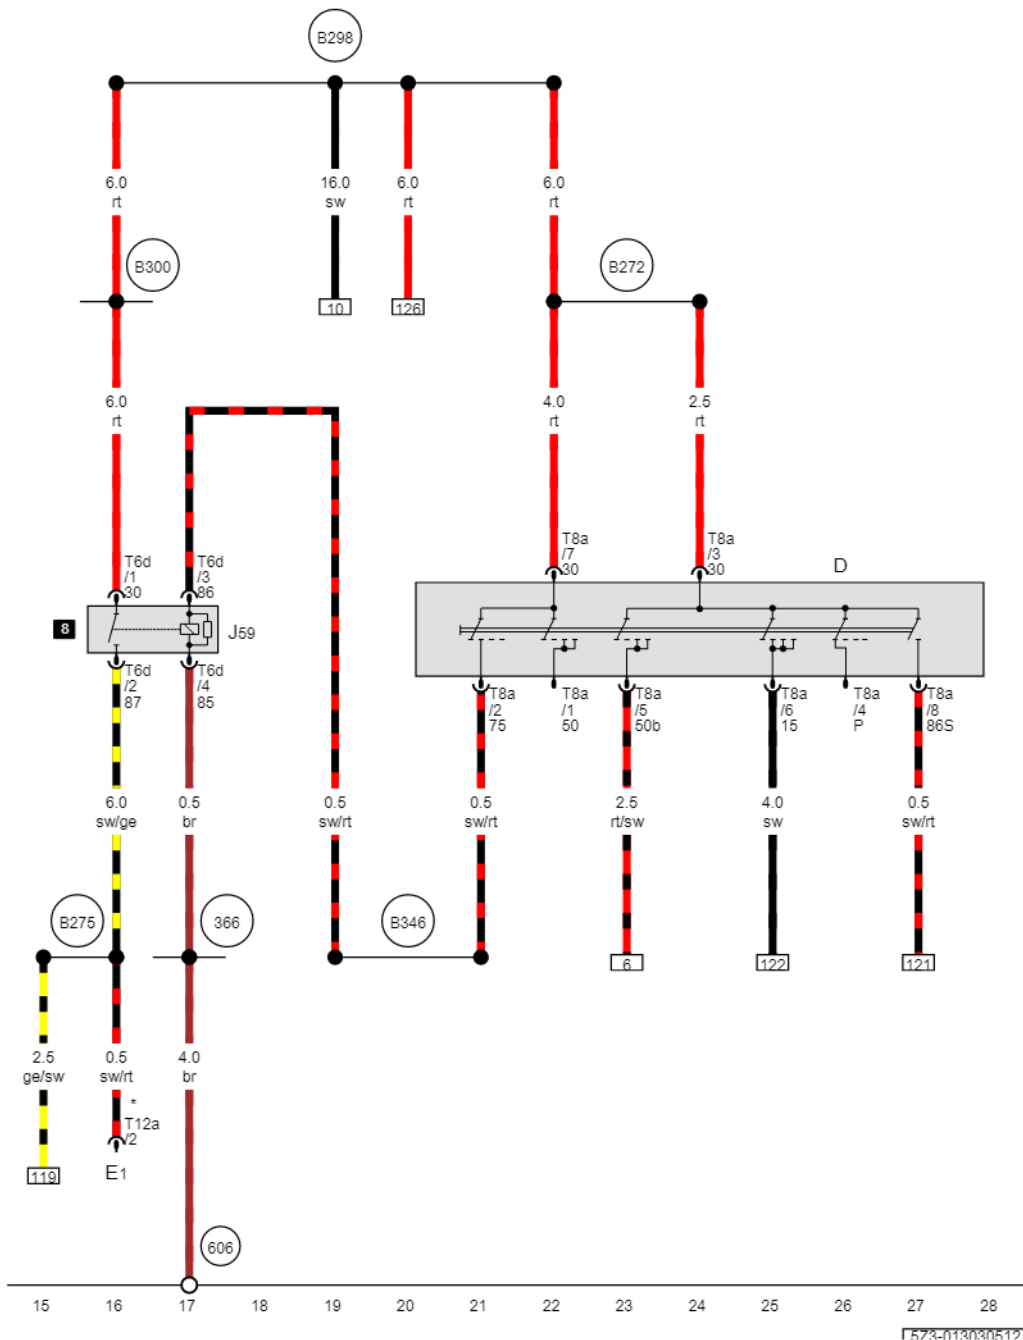 B298
6.0
rt
16.0
sw
6.0
rt
6.0
rt
B300
B272
10
126
6.0
rt
4.0
rt
2.5
rt
T6d
/1
30
T6d
/3
86
T8a
/7
30
T8a
/3
30
D
8
J59
T6d
/2
87
T6d
/4
85
T8a
/2
75
T8a
/1
50
T8a
/5
50b
T8a
/6
15
T8a
/4
P
T8a
/8
86S
6.0
sw/ge
0.5
br
0.5
sw/rt
0.5
sw/rt
2.5
rt/sw
4.0
sw
0.5
sw/rt
B275
366
B346
6
122
121
2.5
ge/sw
0.5
sw/rt
4.0
br
*
T12a
/2
119
E1
606
15 16 17 18 19 20 21 22 23 24 25 26 27 28
573-013030512